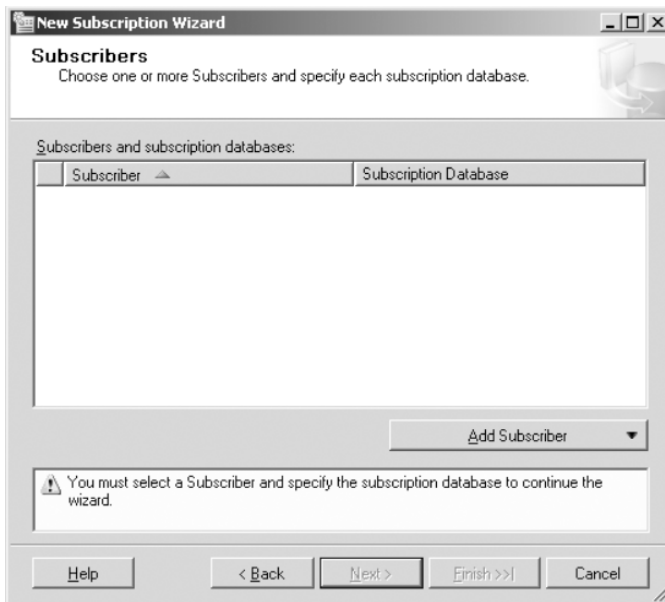 New Subscription Wizard
Subscribers
Choose one or more Subscribers and specify each subscription database.
Subscribers and subscription databases:
Subscriber Subscription Database
Add Subscriber
You must select a Subscriber and specify the subscription database to continue the
wizard.
Help < Back Next > Finish >>| Cancel